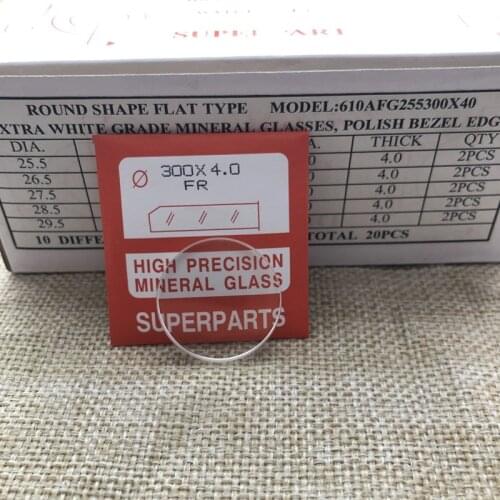 SUPER PART
ROUND SHAPE FLAT TYPE MODEL:610AFG255300X40
EXTRA WHITE GRADE MINERAL GLASSES, POLISH BEZEL EDG
DIA. THICK QTY
25.5 4.0 2PCS
26.5 4.0 2PCS
27.5 4.0 2PCS
28.5 4.0 2PCS
29.5 4.0 2PCS
10 DIFFE TOTAL 20PCS
Ø 300X4.0
FR
HIGH PRECISION
MINERAL GLASS
SUPERPARTS